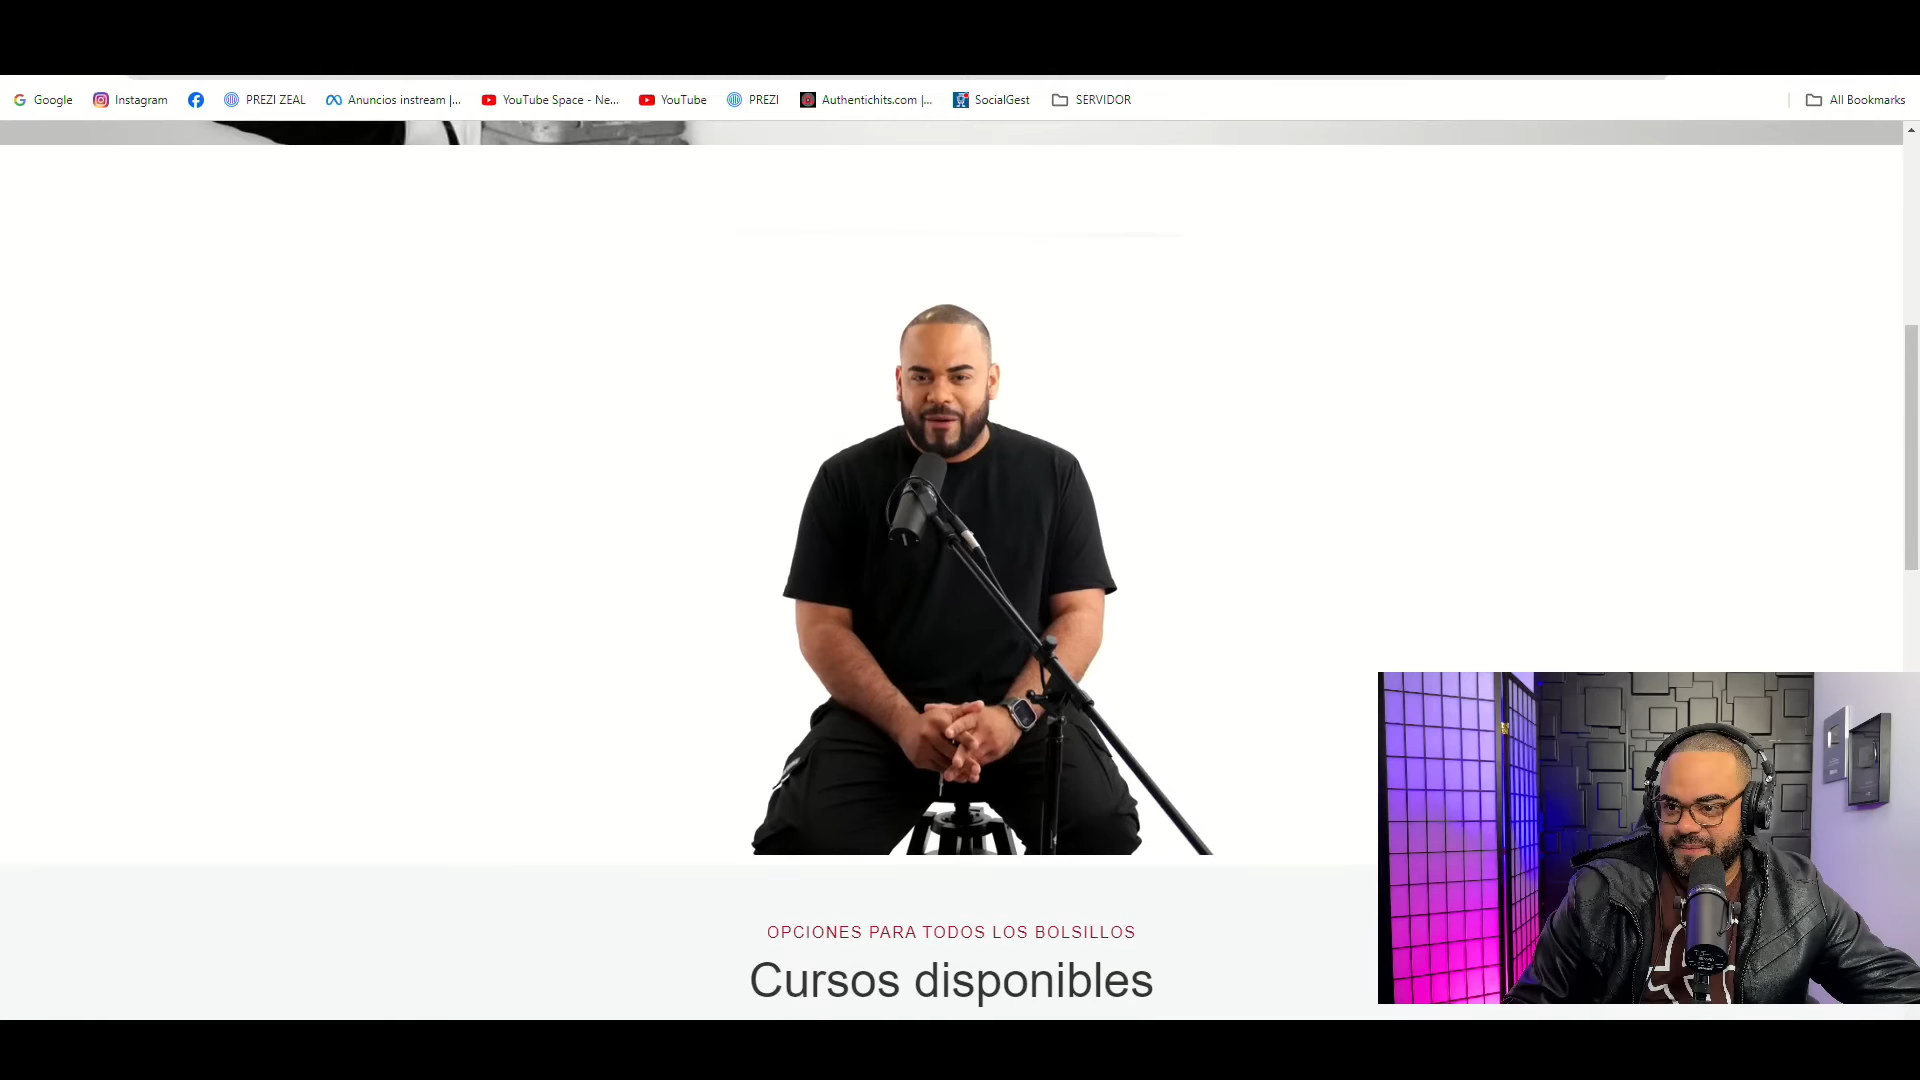 Google Instagram PREZI ZEAL Anuncios instream |... YouTube Space - Ne... YouTube PREZI Authentichits.com |... SocialGest SERVIDOR All Bookmarks
OPCIONES PARA TODOS LOS BOLSILLOS
Cursos disponibles